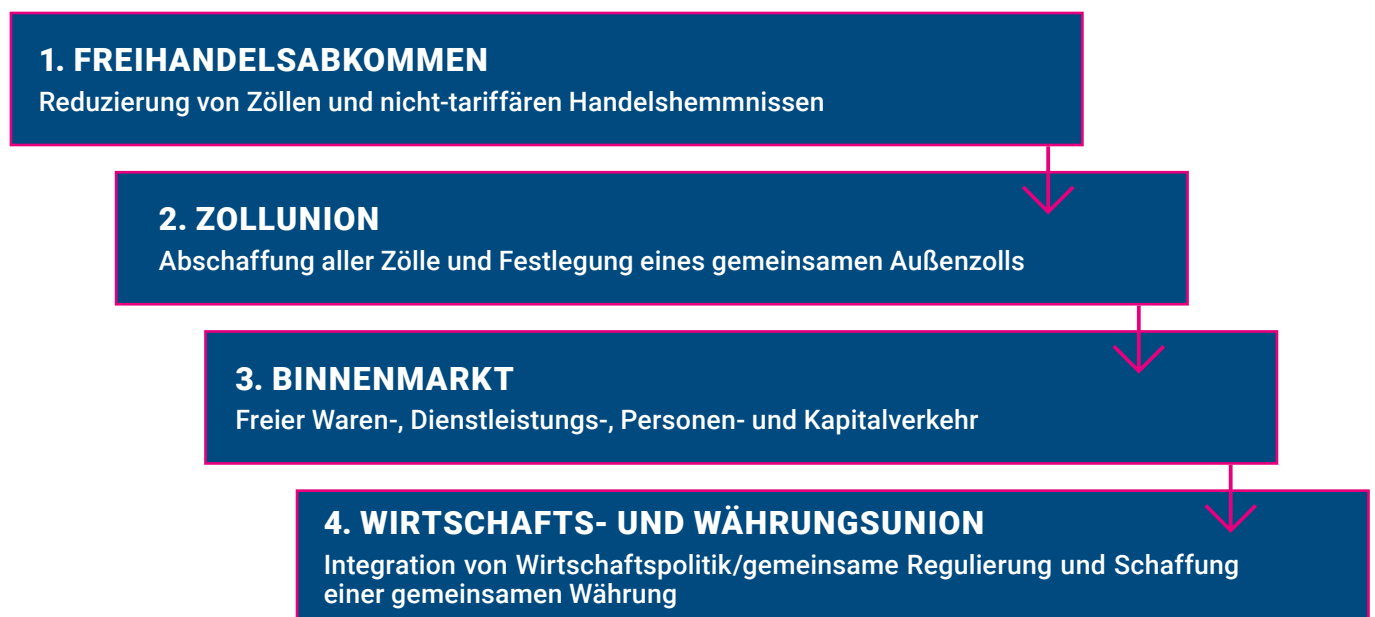 1. FREIHANDELSABKOMMEN
Reduzierung von Zöllen und nicht-tariffären Handelshemmnissen
2. ZOLLUNION
Abschaffung aller Zölle und Festlegung eines gemeinsamen Außenzolls
3. BINNENMARKT
Freier Waren-, Dienstleistungs-, Personen- und Kapitalverkehr
4. WIRTSCHAFTS- UND WÄHRUNGSUNION
Integration von Wirtschaftspolitik/gemeinsame Regulierung und Schaffung
einer gemeinsamen Währung